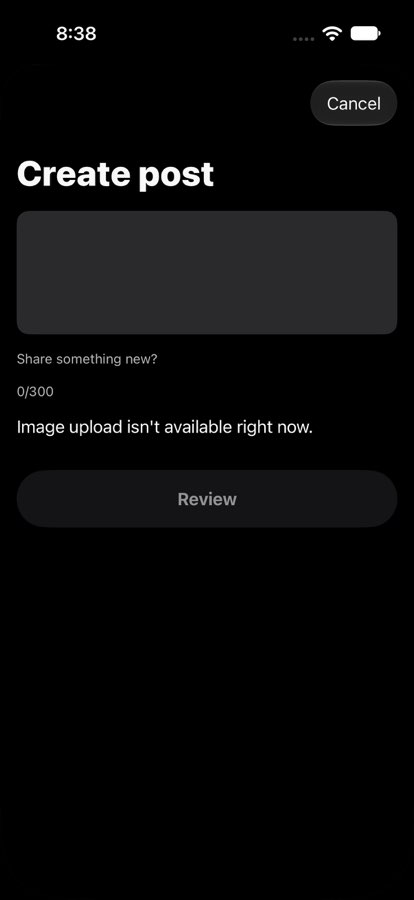 8:38
Cancel
Create post
Share something new?
0/300
Image upload isn't available right now.
Review